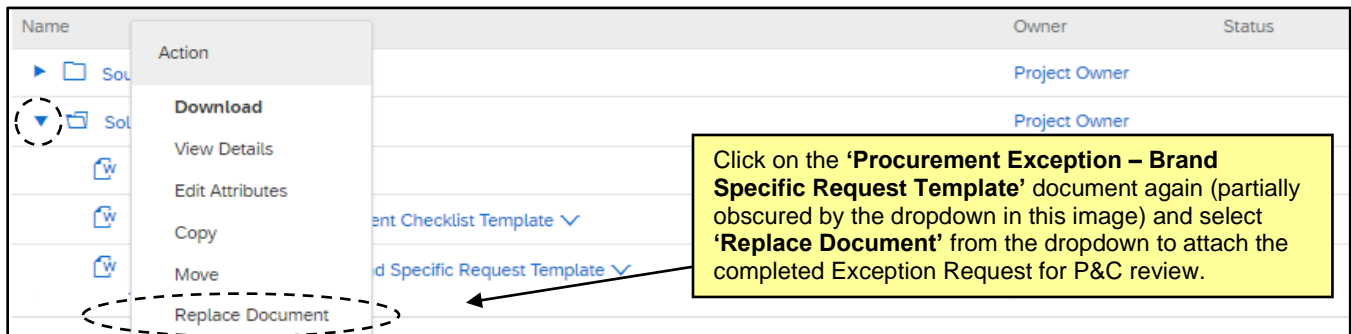 Name Owner Status
Action
Sou Project Owner
Download
Sol Project Owner
View Details
Edit Attributes
Copy
ent Checklist Template
Move
d Specific Request Template
Replace Document
Click on the ‘Procurement Exception – Brand
Specific Request Template’ document again (partially
obscured by the dropdown in this image) and select
‘Replace Document’ from the dropdown to attach the
completed Exception Request for P&C review.